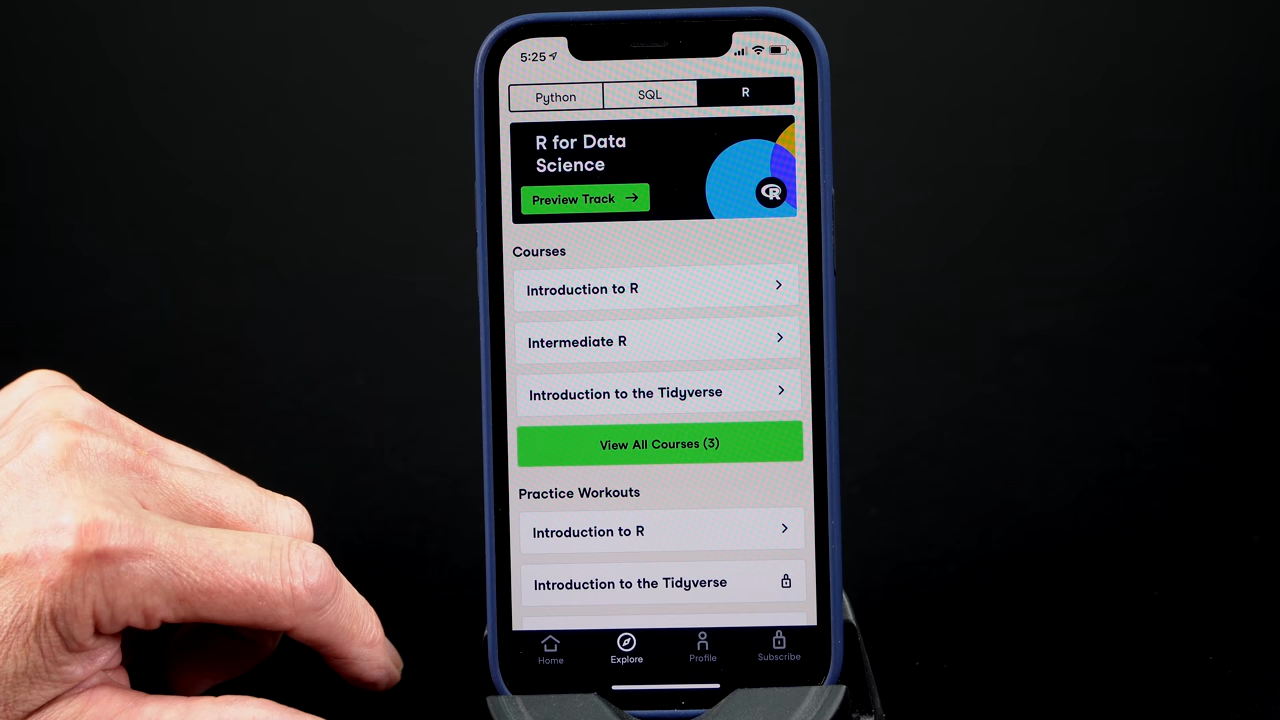 5:25
Python
SQL
R
R for Data
Science
Preview Track →
R
Courses
Introduction to R
Intermediate R
Introduction to the Tidyverse
View All Courses (3)
Practice Workouts
Introduction to R
Introduction to the Tidyverse
Home
Explore
Profile
Subscribe